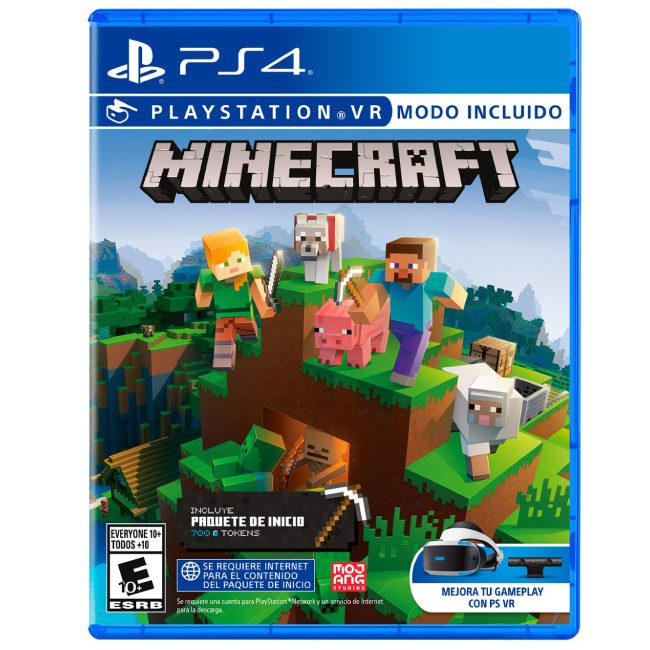 PS4
PLAYSTATION®VR MODO INCLUIDO
MINECRAFT
INCLUYE
PAQUETE DE INICIO
700 TOKENS
EVERYONE 10+
TODOS +10
E
10+
ESRB
SE REQUIERE INTERNET
PARA EL CONTENIDO
DEL PAQUETE DE INICIO
Se requiere una cuenta para PlayStation™Network y un servicio de Internet
para la descarga.
MOJANG
STUDIOS
MEJORA TU GAMEPLAY
CON PS VR